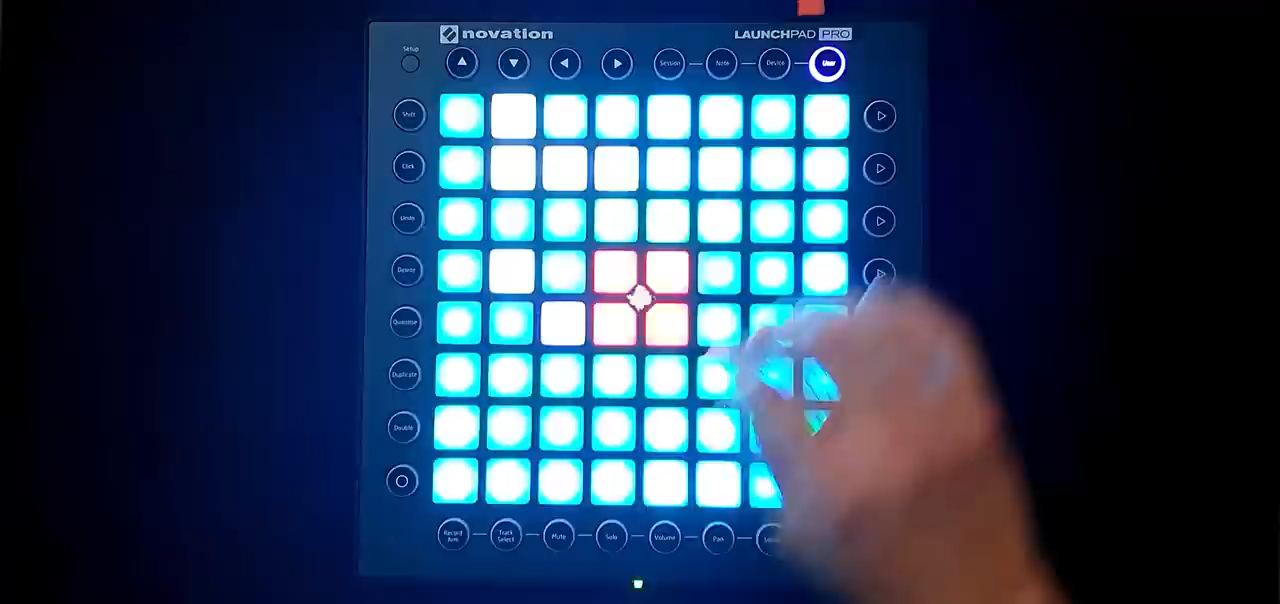 novation
LAUNCHPAD PRO
Setup
Session
Note
Device
User
Shift
Click
Undo
Delete
Quantise
Duplicate
Double
Record Arm
Track Select
Mute
Solo
Volume
Pan